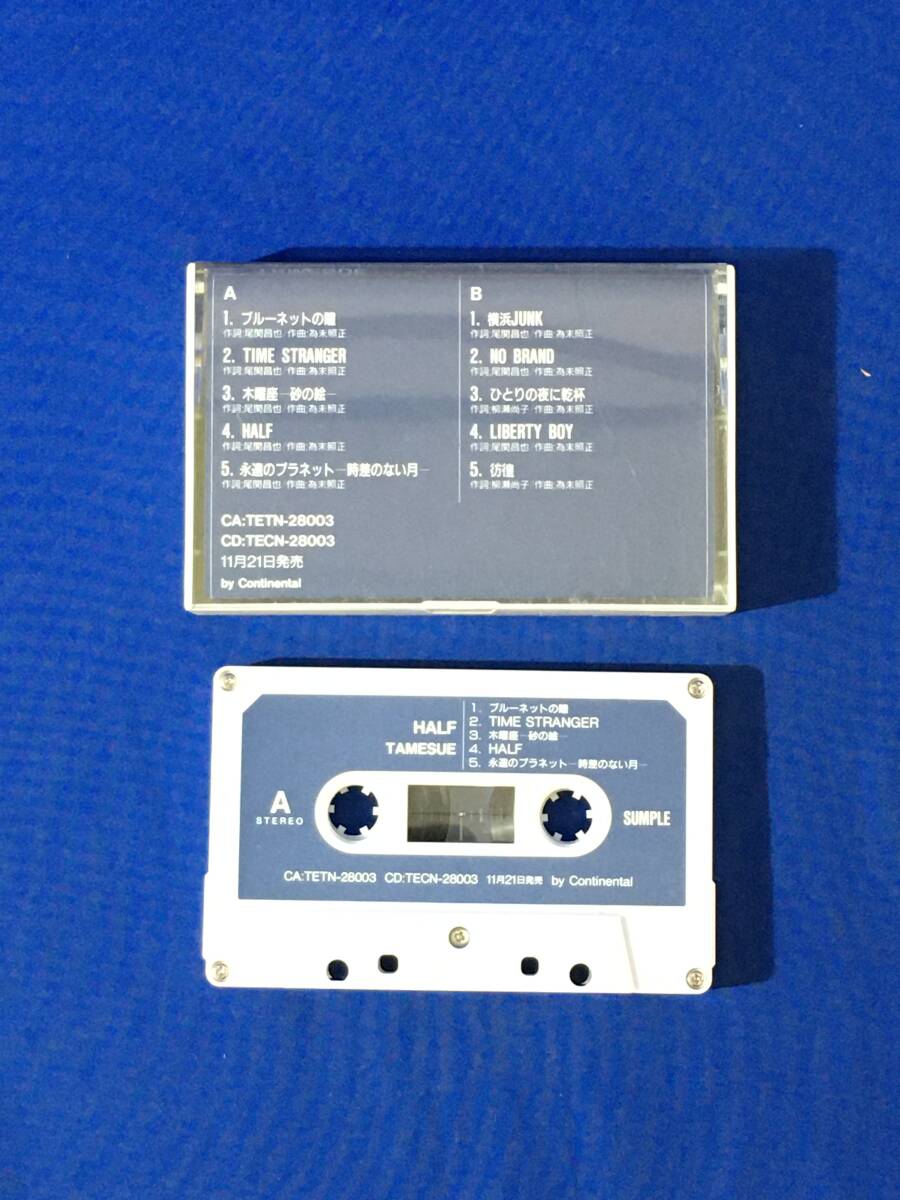 A
1. ブルーネットの瞳
作詞:尾関昌也/作曲:為末照正
2. TIME STRANGER
作詞:尾関昌也/作曲:為末照正
3. 木曜座—砂の絵—
作詞:尾関昌也/作曲:為末照正
4. HALF
作詞:尾関昌也/作曲:為末照正
5. 永遠のプラネット—時差のない月—
作詞:尾関昌也/作曲:為末照正
B
1. 横浜JUNK
作詞:尾関昌也/作曲:為末照正
2. NO BRAND
作詞:尾関昌也/作曲:為末照正
3. ひとりの夜に乾杯
作詞:柳瀬尚子/作曲:為末照正
4. LIBERTY BOY
作詞:尾関昌也/作曲:為末照正
5. 彷徨
作詞:柳瀬尚子/作曲:為末照正
CA:TETN-28003
CD:TECN-28003
11月21日発売
by Continental
HALF
TAMESUE
1. ブルーネットの瞳
2. TIME STRANGER
3. 木曜座—砂の絵—
4. HALF
5. 永遠のプラネット—時差のない月—
A
STEREO
SUMPLE
CA:TETN-28003 CD:TECN-28003 11月21日発売 by Continental